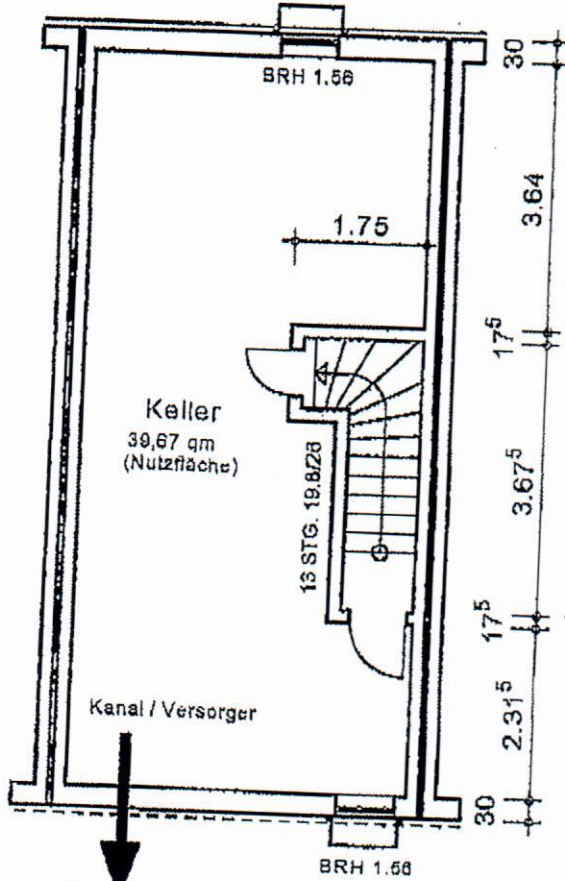 BRH 1.56
30
3.64
1.75
17⁵
Keller
39,67 qm
(Nutzfläche)
13 STG. 19.8/26
3.67⁵
17⁵
Kanal / Versorger
2.31⁵
30
BRH 1.56